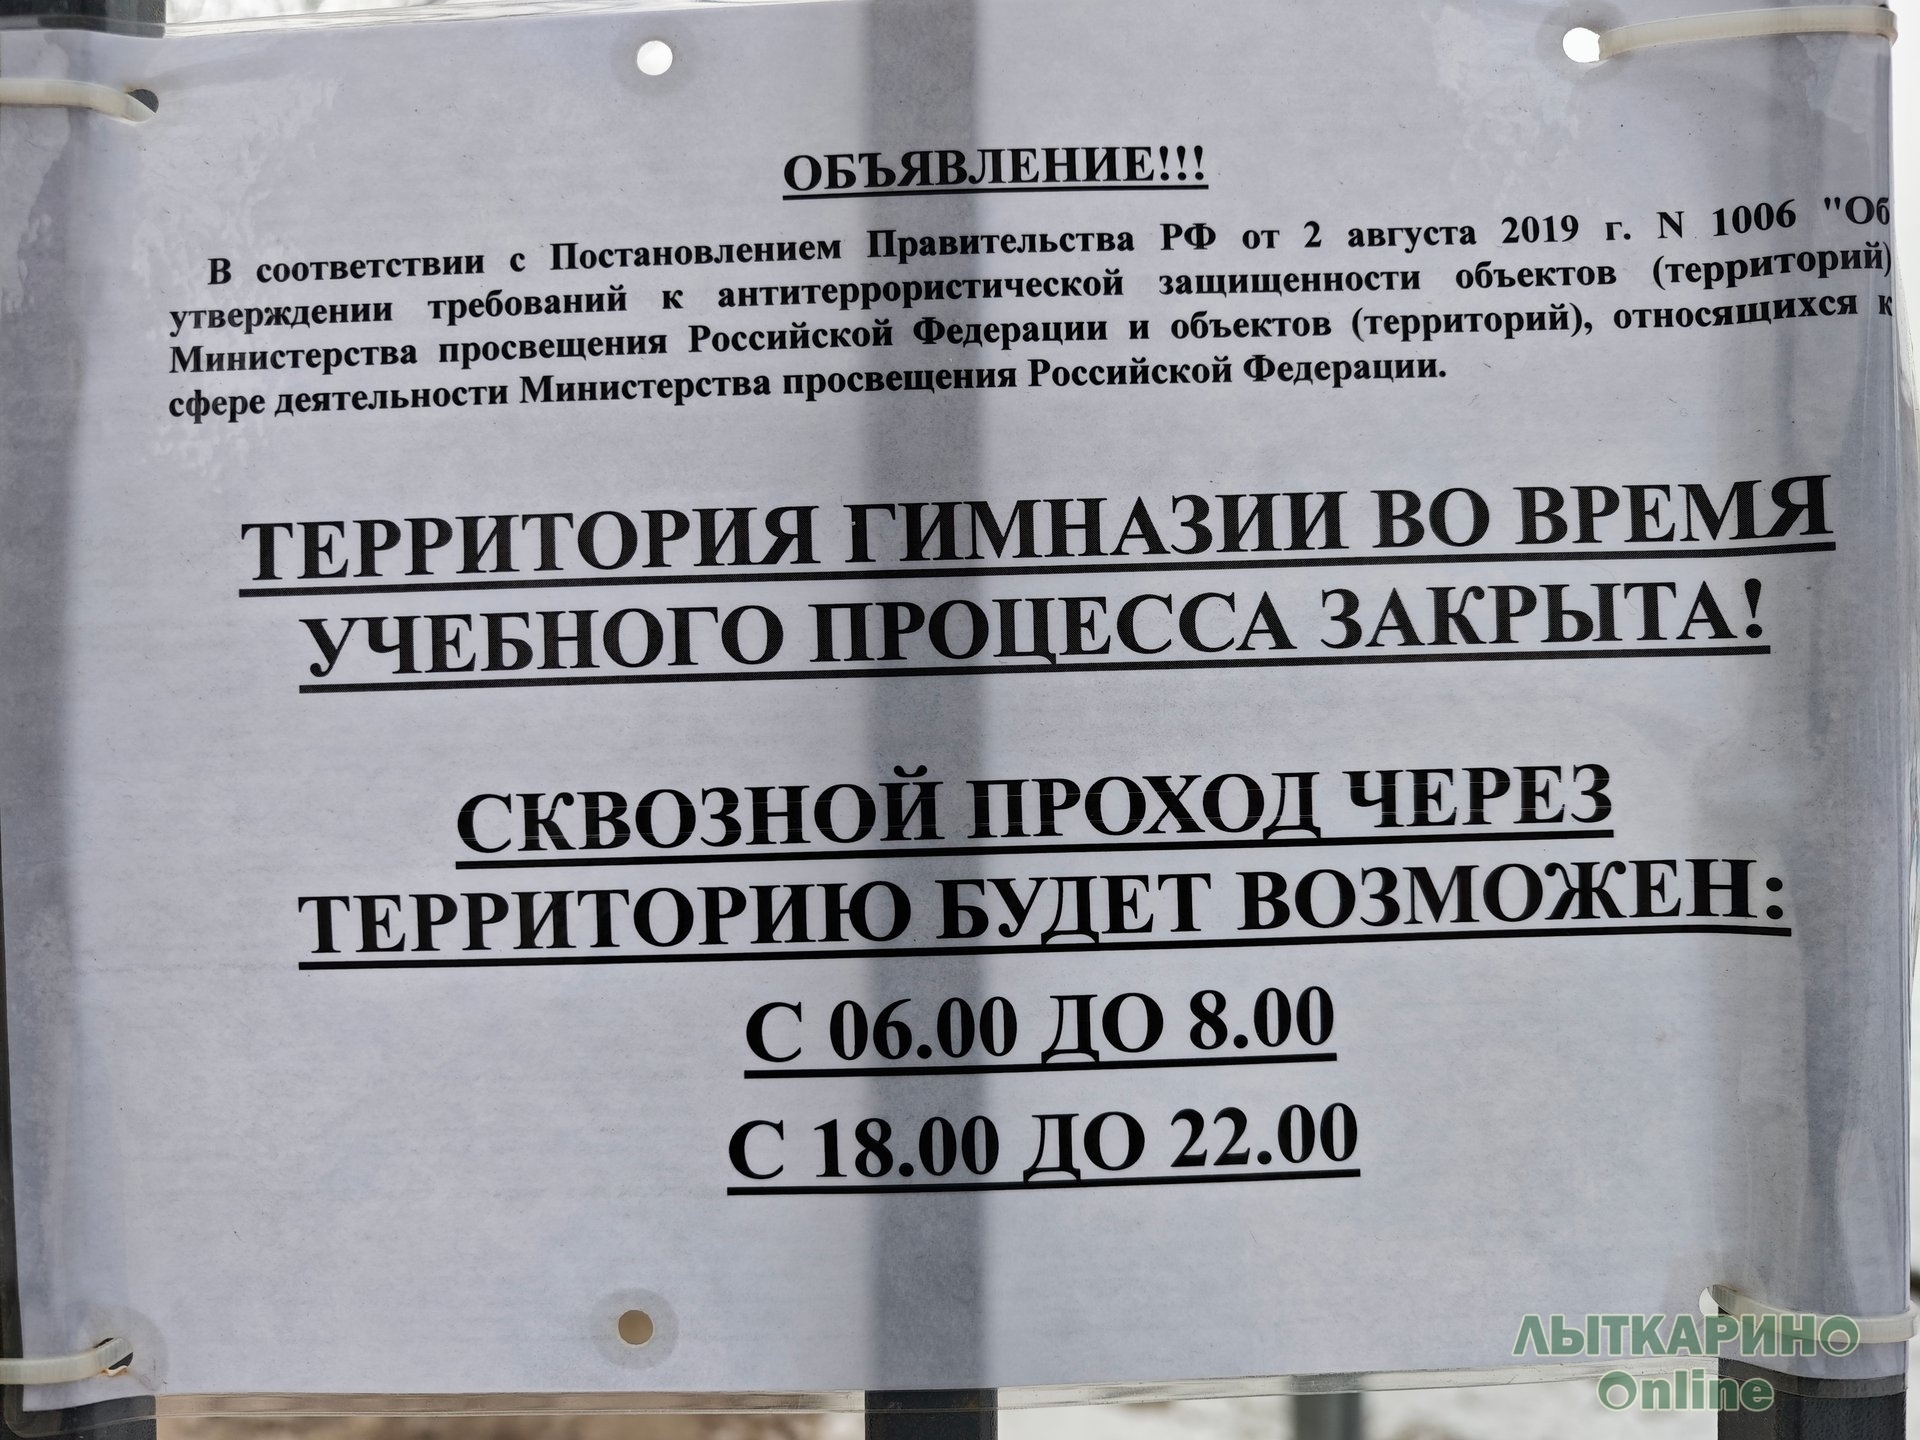 ОБЪЯВЛЕНИЕ!!!
В соответствии с Постановлением Правительства РФ от 2 августа 2019 г. N 1006 "Об
утверждении требований к антитеррористической защищенности объектов (территорий)
Министерства просвещения Российской Федерации и объектов (территорий), относящихся к
сфере деятельности Министерства просвещения Российской Федерации.
ТЕРРИТОРИЯ ГИМНАЗИИ ВО ВРЕМЯ
УЧЕБНОГО ПРОЦЕССА ЗАКРЫТА!
СКВОЗНОЙ ПРОХОД ЧЕРЕЗ
ТЕРРИТОРИЮ БУДЕТ ВОЗМОЖЕН:
С 06.00 ДО 8.00
С 18.00 ДО 22.00
ЛЫТКАРИНО
Online